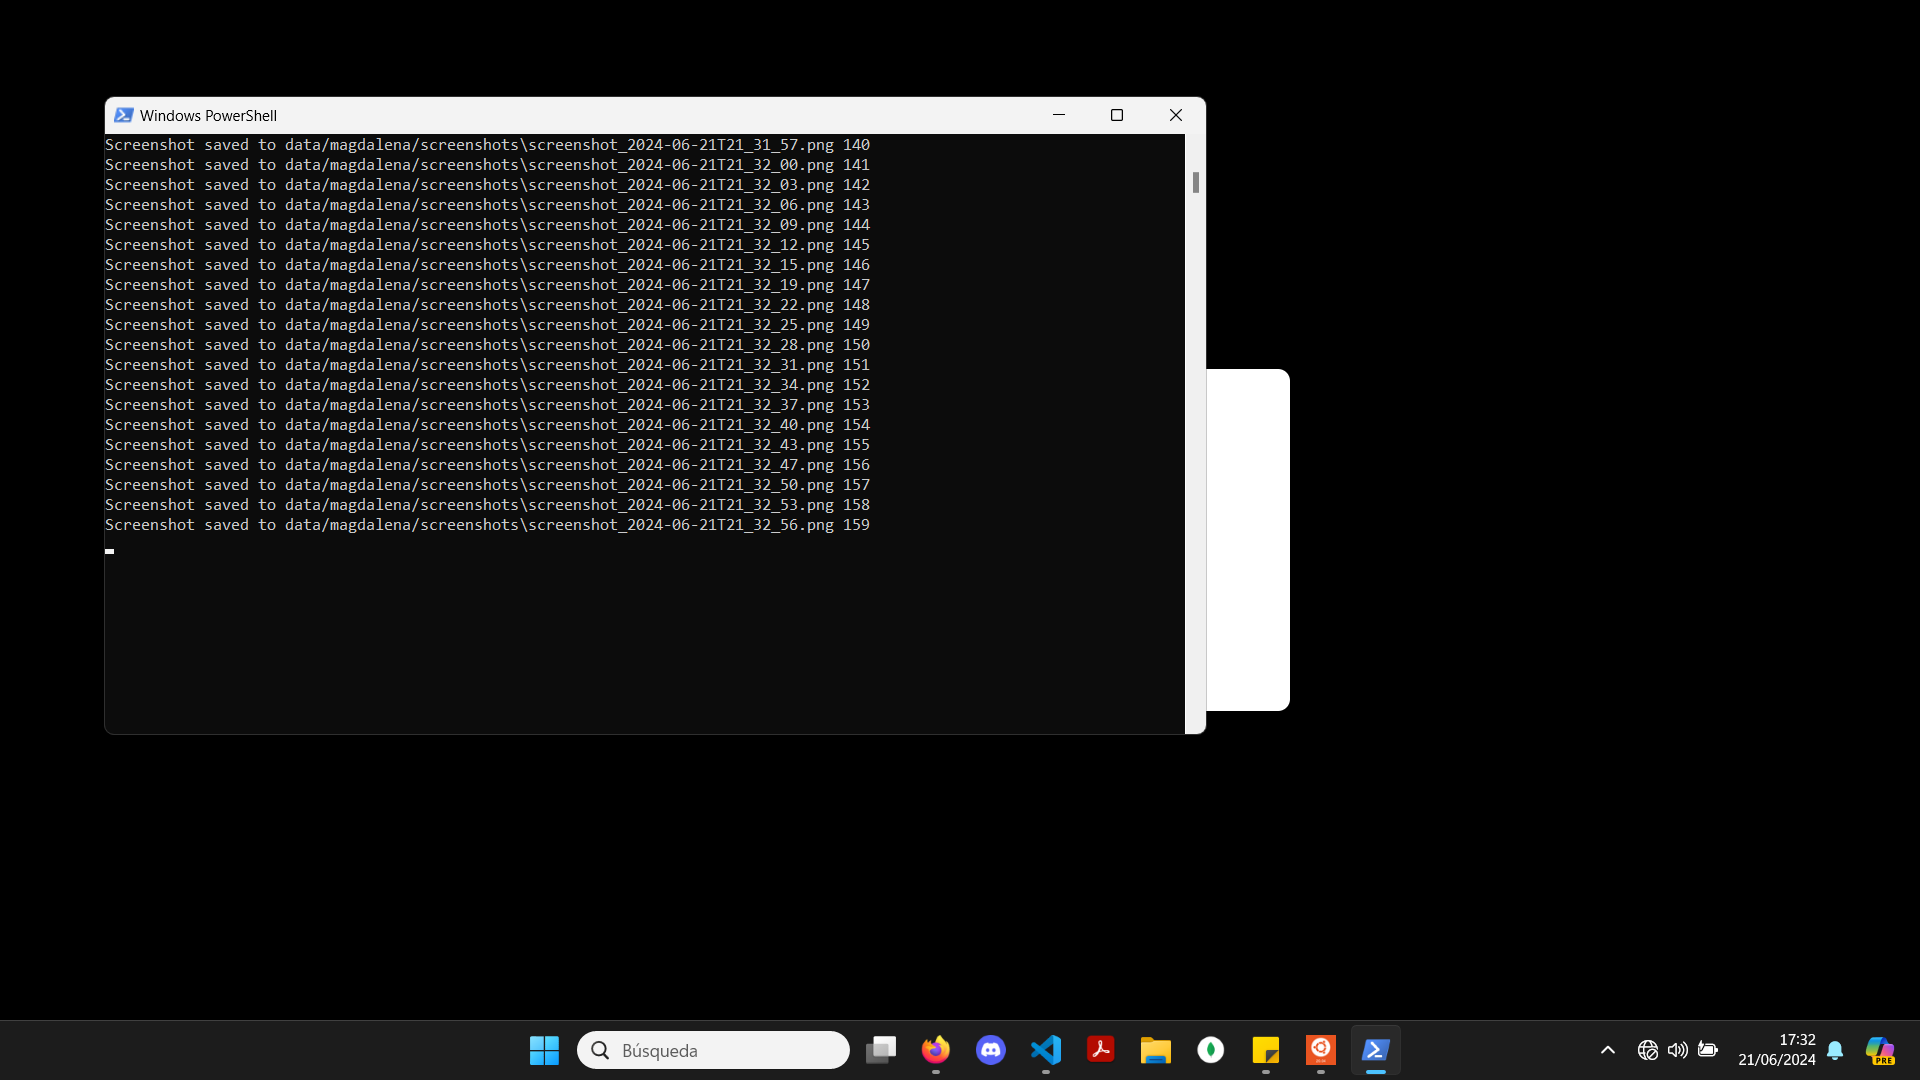 Windows PowerShell
Screenshot saved to data/magdalena/screenshots\screenshot_2024-06-21T21_31_57.png 140
Screenshot saved to data/magdalena/screenshots\screenshot_2024-06-21T21_32_00.png 141
Screenshot saved to data/magdalena/screenshots\screenshot_2024-06-21T21_32_03.png 142
Screenshot saved to data/magdalena/screenshots\screenshot_2024-06-21T21_32_06.png 143
Screenshot saved to data/magdalena/screenshots\screenshot_2024-06-21T21_32_09.png 144
Screenshot saved to data/magdalena/screenshots\screenshot_2024-06-21T21_32_12.png 145
Screenshot saved to data/magdalena/screenshots\screenshot_2024-06-21T21_32_15.png 146
Screenshot saved to data/magdalena/screenshots\screenshot_2024-06-21T21_32_19.png 147
Screenshot saved to data/magdalena/screenshots\screenshot_2024-06-21T21_32_22.png 148
Screenshot saved to data/magdalena/screenshots\screenshot_2024-06-21T21_32_25.png 149
Screenshot saved to data/magdalena/screenshots\screenshot_2024-06-21T21_32_28.png 150
Screenshot saved to data/magdalena/screenshots\screenshot_2024-06-21T21_32_31.png 151
Screenshot saved to data/magdalena/screenshots\screenshot_2024-06-21T21_32_34.png 152
Screenshot saved to data/magdalena/screenshots\screenshot_2024-06-21T21_32_37.png 153
Screenshot saved to data/magdalena/screenshots\screenshot_2024-06-21T21_32_40.png 154
Screenshot saved to data/magdalena/screenshots\screenshot_2024-06-21T21_32_43.png 155
Screenshot saved to data/magdalena/screenshots\screenshot_2024-06-21T21_32_47.png 156
Screenshot saved to data/magdalena/screenshots\screenshot_2024-06-21T21_32_50.png 157
Screenshot saved to data/magdalena/screenshots\screenshot_2024-06-21T21_32_53.png 158
Screenshot saved to data/magdalena/screenshots\screenshot_2024-06-21T21_32_56.png 159
Búsqueda
17:32
21/06/2024
PRE